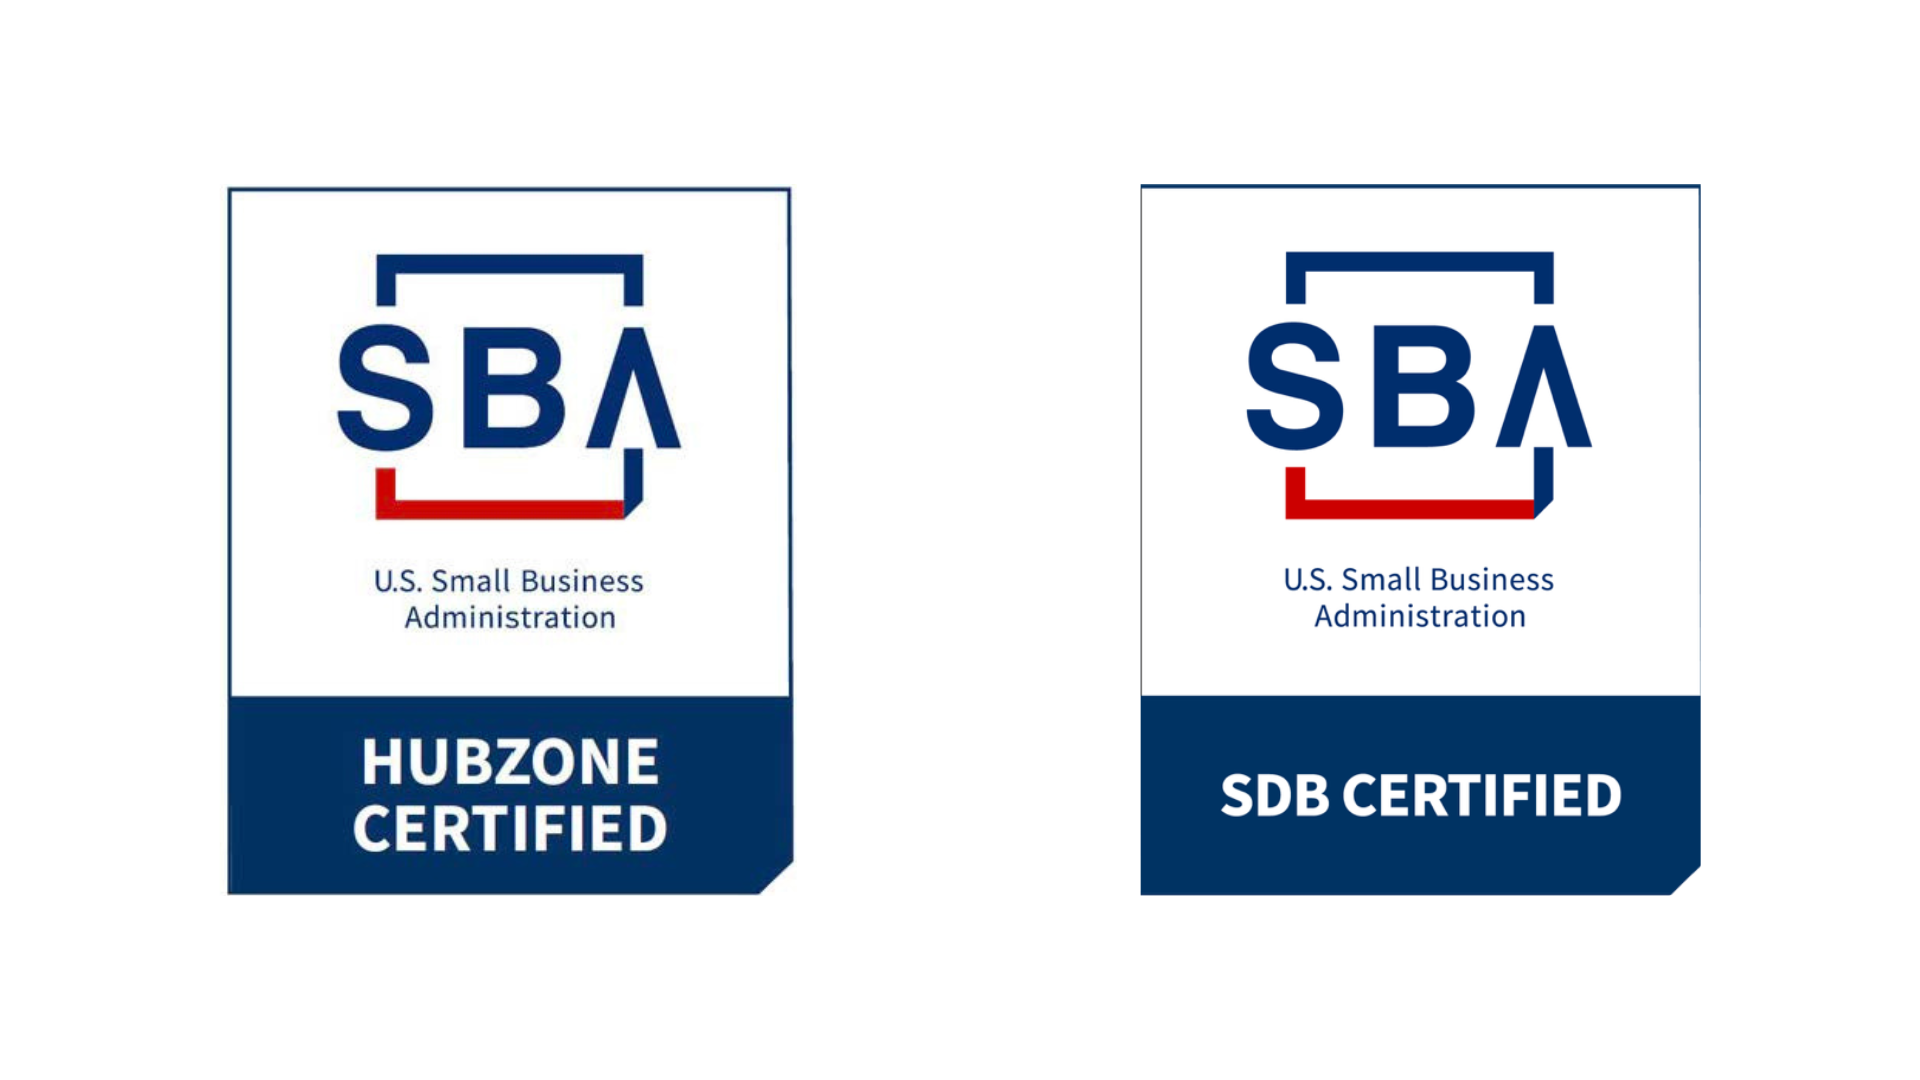 SBA
U.S. Small Business
Administration
HUBZONE
CERTIFIED
SBA
U.S. Small Business
Administration
SDB CERTIFIED